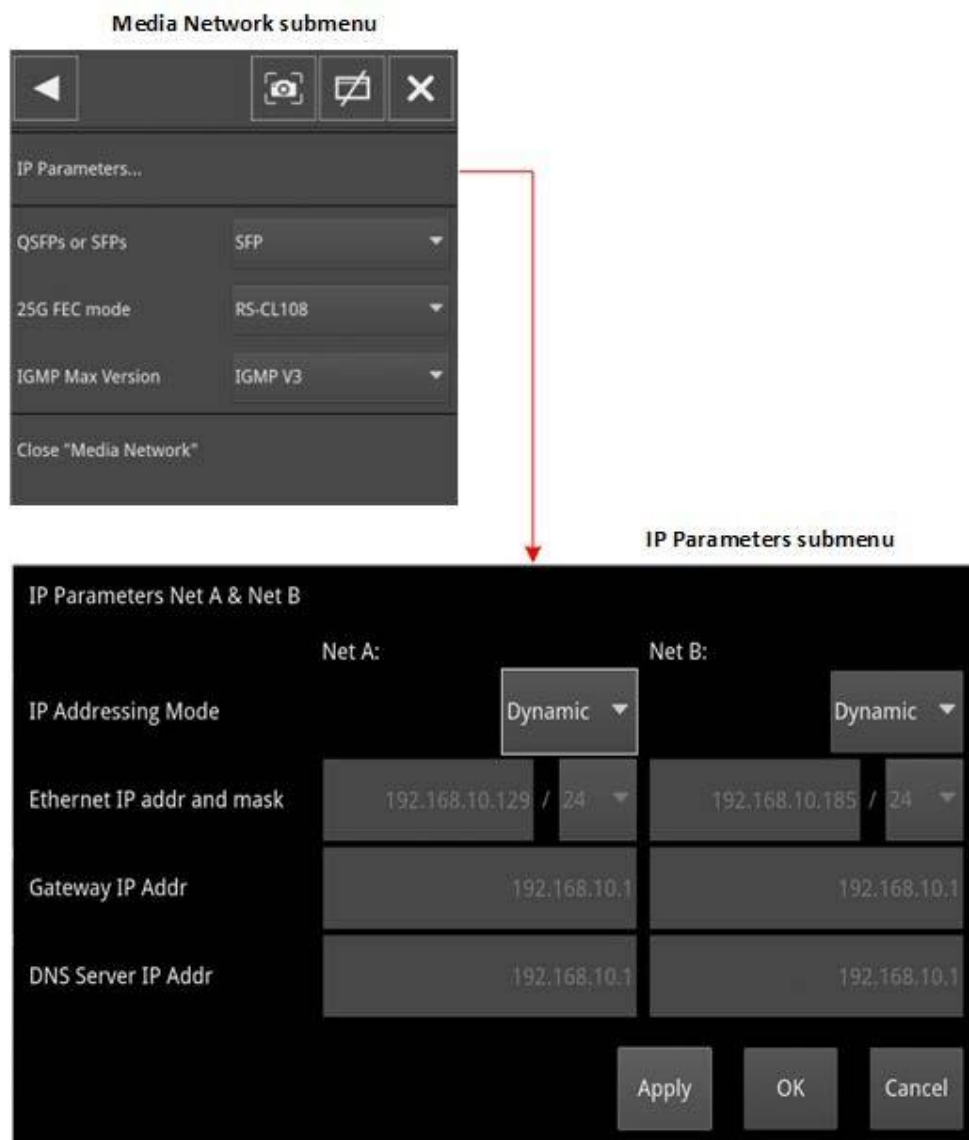 Media Network submenu
IP Parameters...
QSFPs or SFPs SFP
25G FEC mode RS-CL108
IGMP Max Version IGMP V3
Close "Media Network"
IP Parameters submenu
IP Parameters Net A & Net B
Net A: Net B:
IP Addressing Mode Dynamic Dynamic
Ethernet IP addr and mask 192.168.10.129 / 24 192.168.10.185 / 24
Gateway IP Addr 192.168.10.1 192.168.10.1
DNS Server IP Addr 192.168.10.1 192.168.10.1
Apply OK Cancel